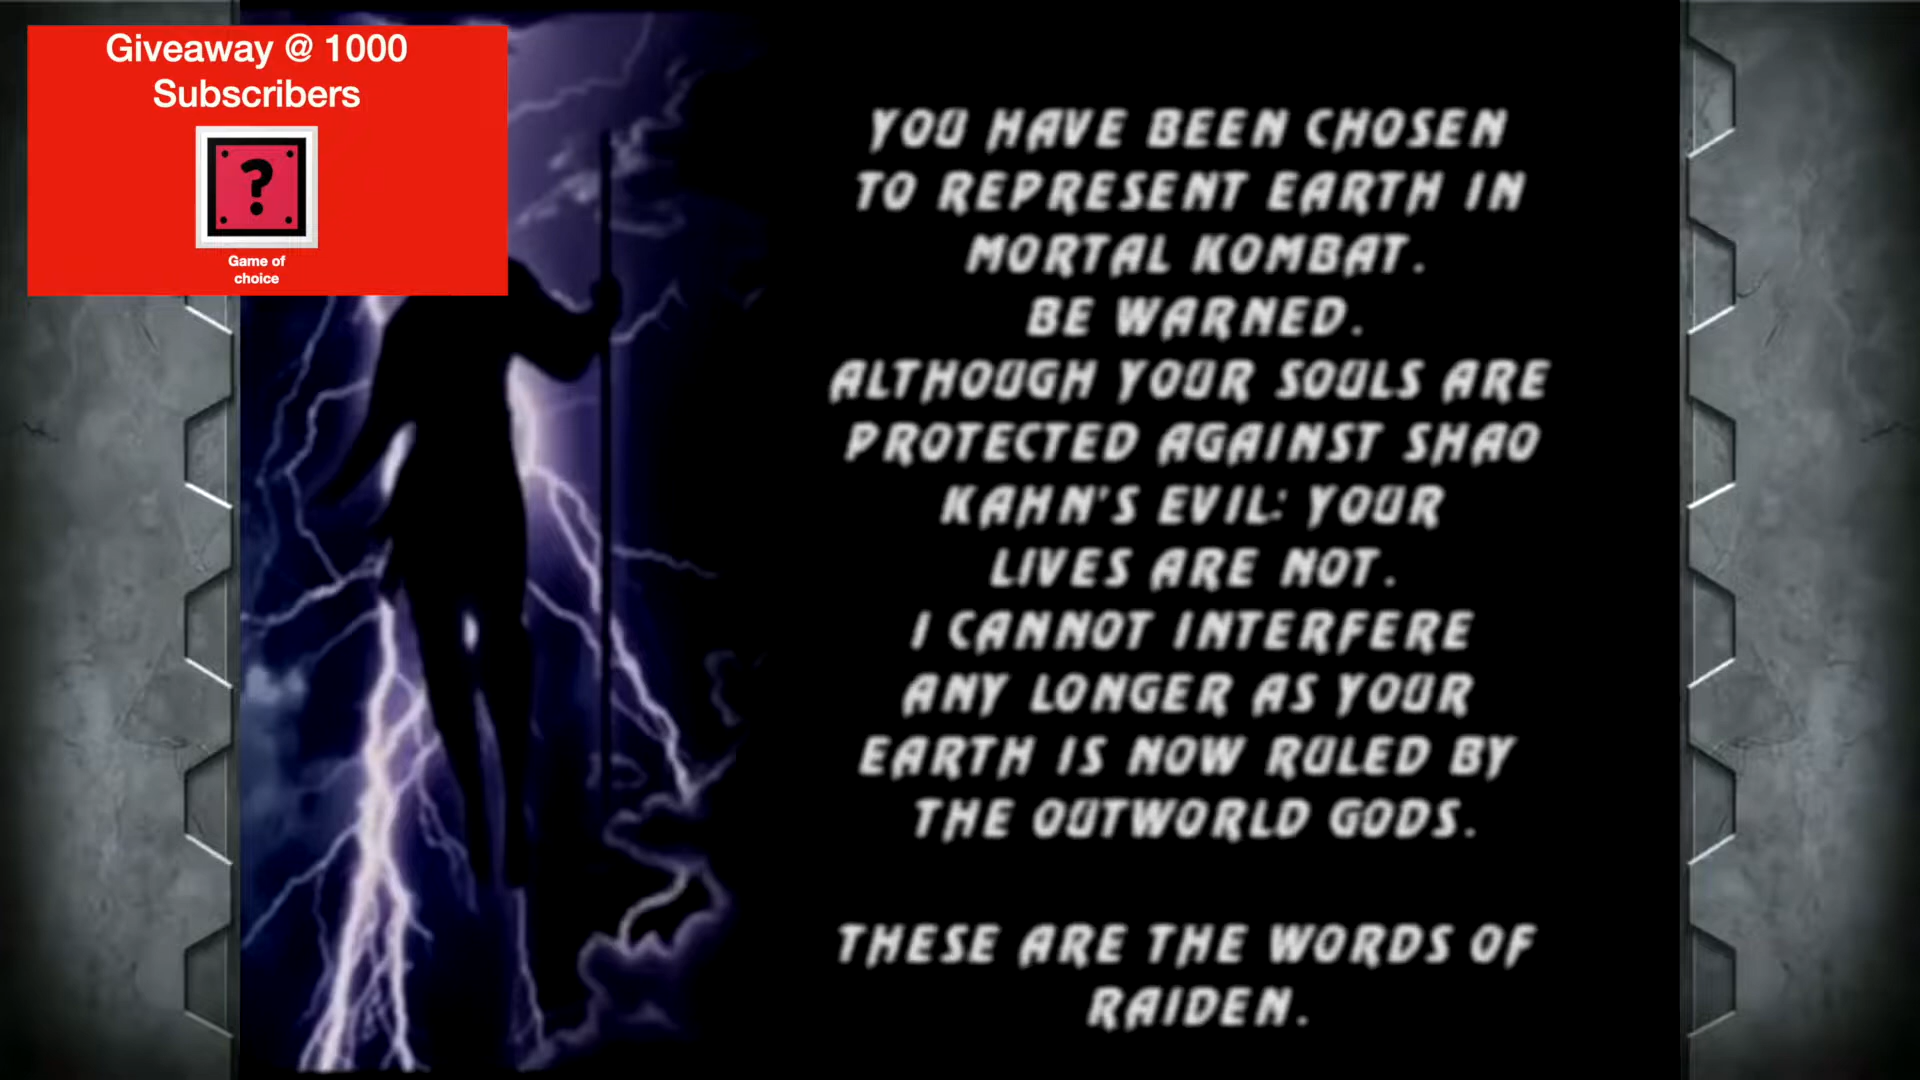 Giveaway @ 1000
Subscribers
?
Game of
choice
YOU HAVE BEEN CHOSEN
TO REPRESENT EARTH IN
MORTAL KOMBAT.
BE WARNED.
ALTHOUGH YOUR SOULS ARE
PROTECTED AGAINST SHAO
KAHN'S EVIL: YOUR
LIVES ARE NOT.
I CANNOT INTERFERE
ANY LONGER AS YOUR
EARTH IS NOW RULED BY
THE OUTWORLD GODS.
THESE ARE THE WORDS OF
RAIDEN.